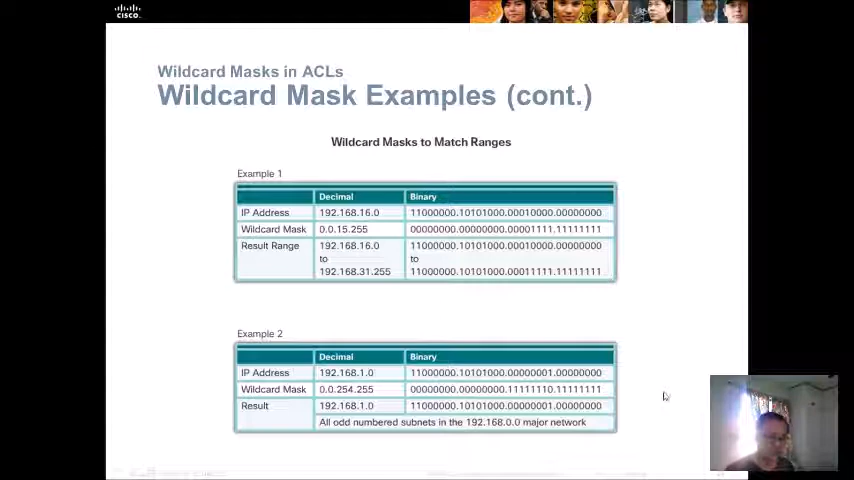 CISCO
Wildcard Masks in ACLs
Wildcard Mask Examples (cont.)
Wildcard Masks to Match Ranges
Example 1
Decimal Binary
IP Address 192.168.16.0 11000000.10101000.00010000.00000000
Wildcard Mask 0.0.15.255 00000000.00000000.00001111.11111111
Result Range 192.168.16.0 11000000.10101000.00010000.00000000
to to
192.168.31.255 11000000.10101000.00011111.11111111
Example 2
Decimal Binary
IP Address 192.168.1.0 11000000.10101000.00000001.00000000
Wildcard Mask 0.0.254.255 00000000.00000000.11111110.11111111
Result 192.168.1.0 11000000.10101000.00000001.00000000
All odd numbered subnets in the 192.168.0.0 major network